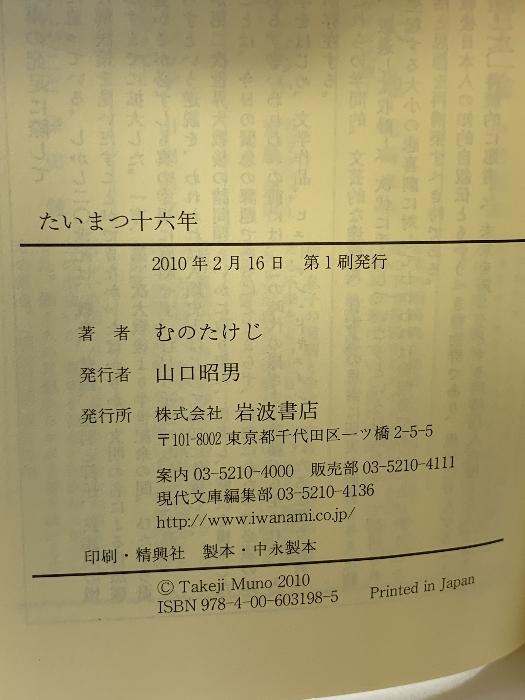 たいまつ十六年
2010年2月16日 第1刷発行
著者 むのたけじ
発行者 山口昭男
発行所 株式会社 岩波書店
〒101-8002 東京都千代田区一ツ橋2-5-5
案内 03-5210-4000 販売部 03-5210-4111
現代文庫編集部 03-5210-4136
http://www.iwanami.co.jp/
印刷・精興社 製本・中永製本
© Takeji Muno 2010
ISBN 978-4-00-603198-5 Printed in Japan